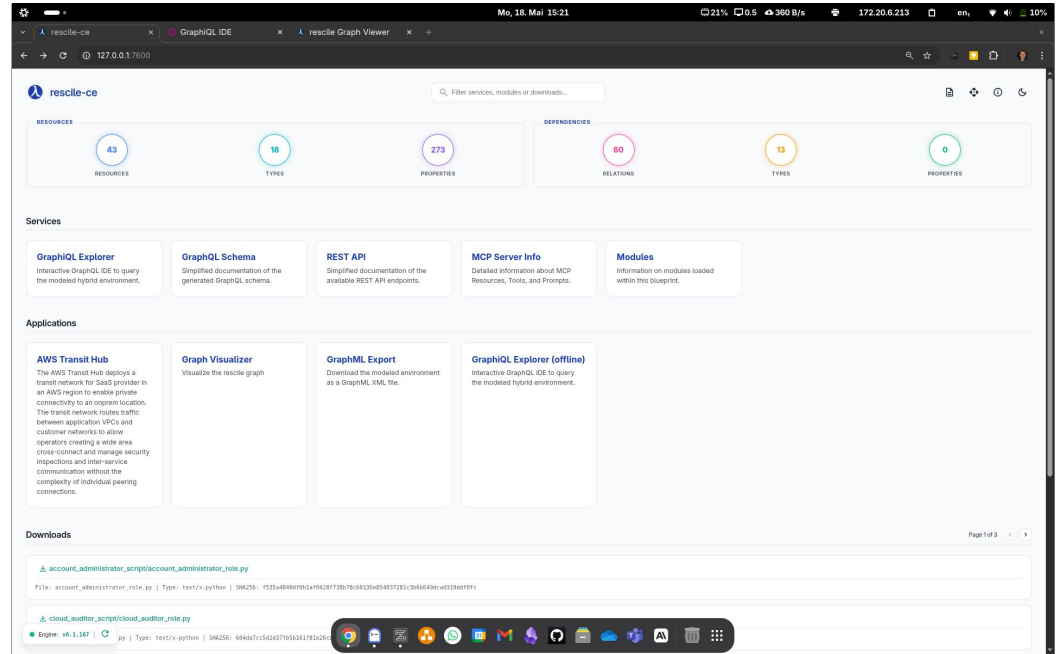 Mo, 18. Mai 15:21
21% 0.5 360 B/s 172.20.6.213 en₁ 10%
rescile-ce × GraphiQL IDE × rescile Graph Viewer × +
127.0.0.1:7600
rescile-ce
Filter services, modules or downloads...
RESOURCES
43
RESOURCES
18
TYPES
273
PROPERTIES
DEPENDENCIES
60
RELATIONS
13
TYPES
0
PROPERTIES
Services
GraphiQL Explorer
Interactive GraphQL IDE to query
the modeled hybrid environment.
GraphQL Schema
Simplified documentation of the
generated GraphQL schema.
REST API
Simplified documentation of the
available REST API endpoints.
MCP Server Info
Detailed information about MCP
Resources, Tools, and Prompts.
Modules
Information on modules loaded
within this blueprint.
Applications
AWS Transit Hub
The AWS Transit Hub deploys a
transit network for SaaS provider in
an AWS region to enable private
connectivity to an onprem location.
The transit network routes traffic
between application VPCs and
customer networks to allow
operators creating a wide area
cross-connect and manage security
inspections and inter-service
communication without the
complexity of individual peering
connections.
Graph Visualizer
Visualize the rescile graph
GraphML Export
Download the modeled environment
as a GraphML XML file.
GraphiQL Explorer (offline)
Interactive GraphQL IDE to query
the modeled hybrid environment.
Downloads
Page 1 of 3
account_administrator_script/account_administrator_role.py
File: account_administrator_role.py | Type: text/x-python | SHA256:
cloud_auditor_script/cloud_auditor_role.py
py | Type: text/x-python | SHA256:
Engine: v0.1.167